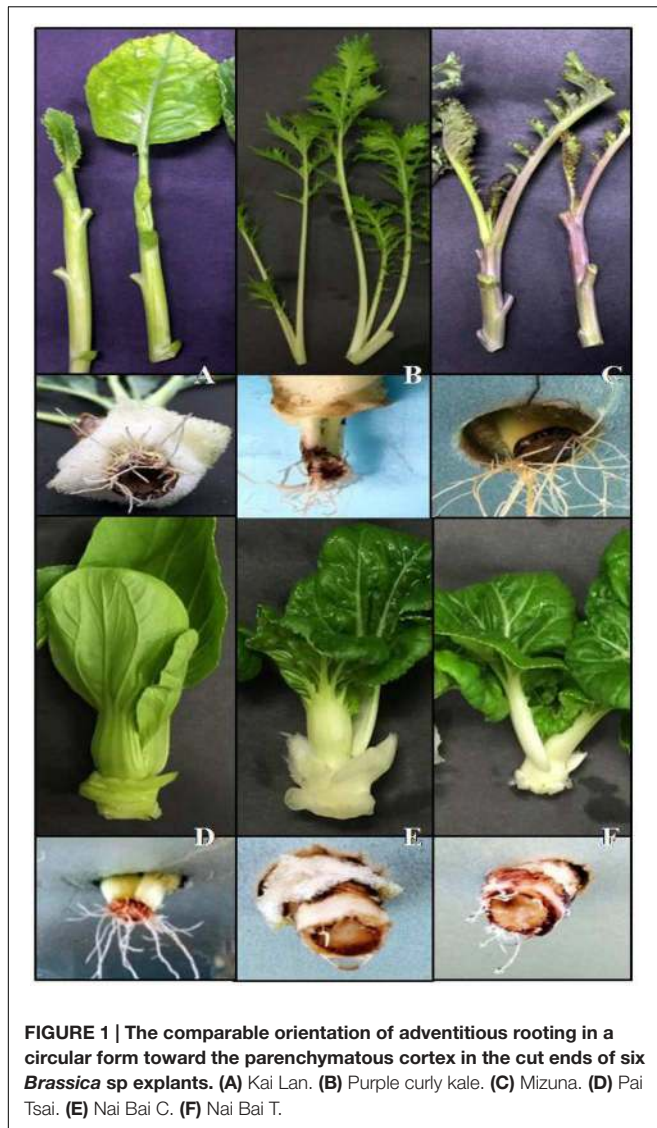 A
B
C
D
E
F
FIGURE 1 | The comparable orientation of adventitious rooting in a
circular form toward the parenchymatous cortex in the cut ends of six
Brassica sp explants. (A) Kai Lan. (B) Purple curly kale. (C) Mizuna. (D) Pai
Tsai. (E) Nai Bai C. (F) Nai Bai T.